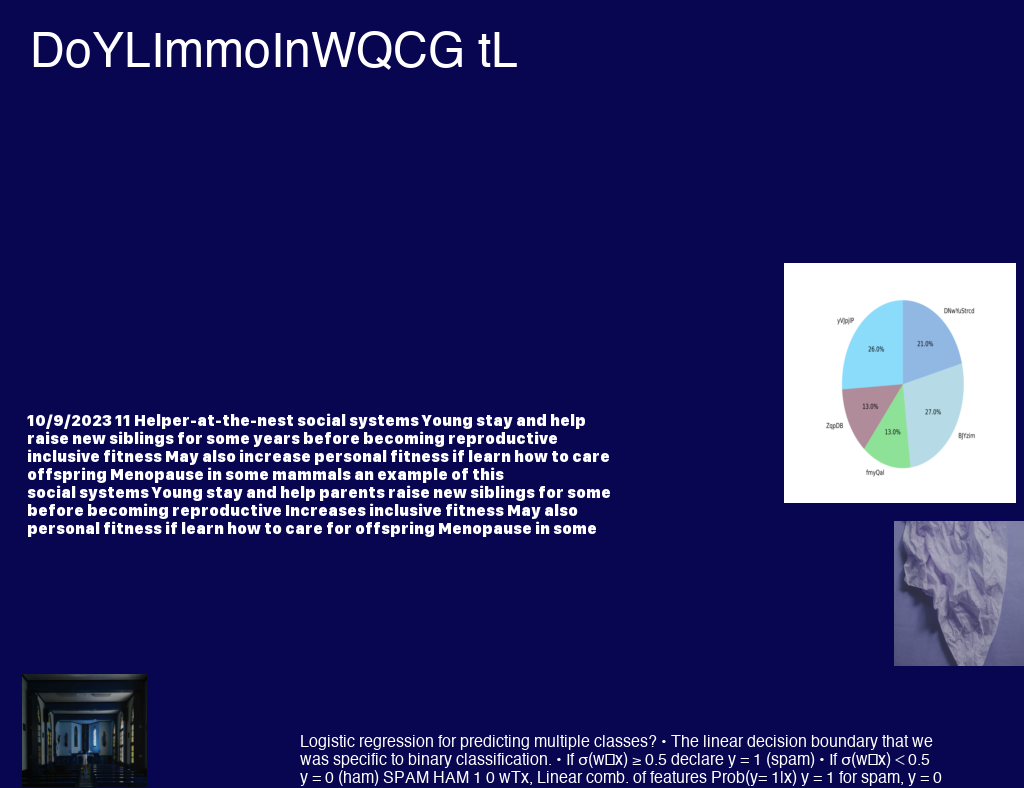 DoYLImmoInWQCG tL
DNwYuStrcd
yVJpjIP
26.0%
21.0%
13.0%
27.0%
ZqpDB
13.0%
BJYzim
fmyQal
10/9/2023 11 Helper-at-the-nest social systems Young stay and help
raise new siblings for some years before becoming reproductive
inclusive fitness May also increase personal fitness if learn how to care
offspring Menopause in some mammals an example of this
social systems Young stay and help parents raise new siblings for some
before becoming reproductive Increases inclusive fitness May also
personal fitness if learn how to care for offspring Menopause in some
Logistic regression for predicting multiple classes? • The linear decision boundary that we
was specific to binary classification. • If σ(w□x) ≥ 0.5 declare y = 1 (spam) • If σ(w□x) < 0.5
y = 0 (ham) SPAM HAM 1 0 wTx, Linear comb. of features Prob(y= 1|x) y = 1 for spam, y = 0